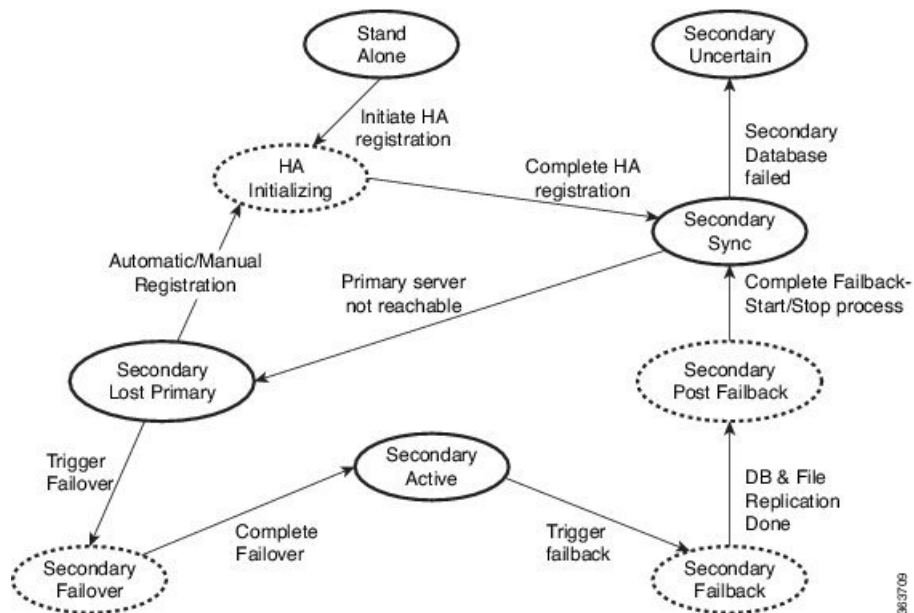 Stand
Alone
Secondary
Uncertain
Initiate HA
registration
Secondary
Database
failed
HA
Initializing
Complete HA
registration
Secondary
Sync
Automatic/Manual
Registration
Primary server
not reachable
Complete Failback-
Start/Stop process
Secondary
Lost Primary
Secondary
Post Failback
Trigger
Failover
Secondary
Active
DB & File
Replication
Done
Complete
Failover
Trigger
failback
Secondary
Failover
Secondary
Failback
363709